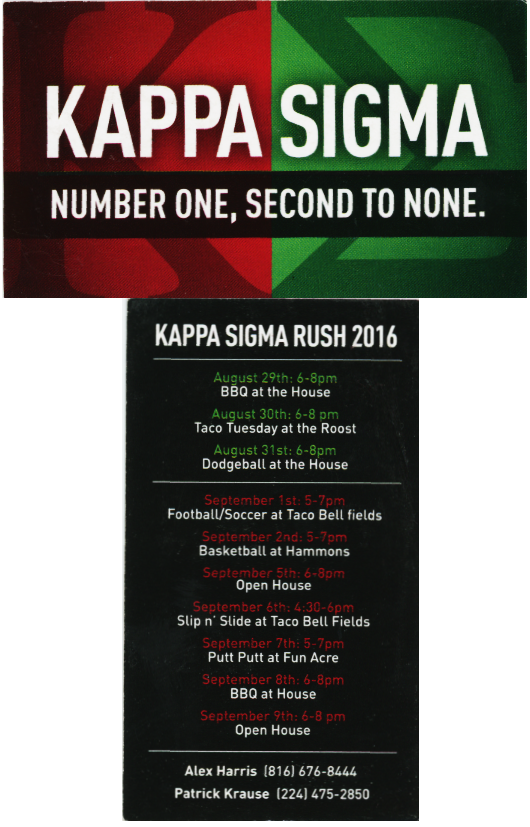 KAPPA SIGMA
NUMBER ONE, SECOND TO NONE.
KAPPA SIGMA RUSH 2016
August 29th: 6-8pm
BBQ at the House
August 30th: 6-8 pm
Taco Tuesday at the Roost
August 31st: 6-8pm
Dodgeball at the House
September 1st: 5-7pm
Football/Soccer at Taco Bell fields
September 2nd: 5-7pm
Basketball at Hammons
September 5th: 6-8pm
Open House
September 6th: 4:30-6pm
Slip n' Slide at Taco Bell Fields
September 7th: 5-7pm
Putt Putt at Fun Acre
September 8th: 6-8pm
BBQ at House
September 9th: 6-8 pm
Open House
Alex Harris (816) 676-8444
Patrick Krause (224) 475-2850